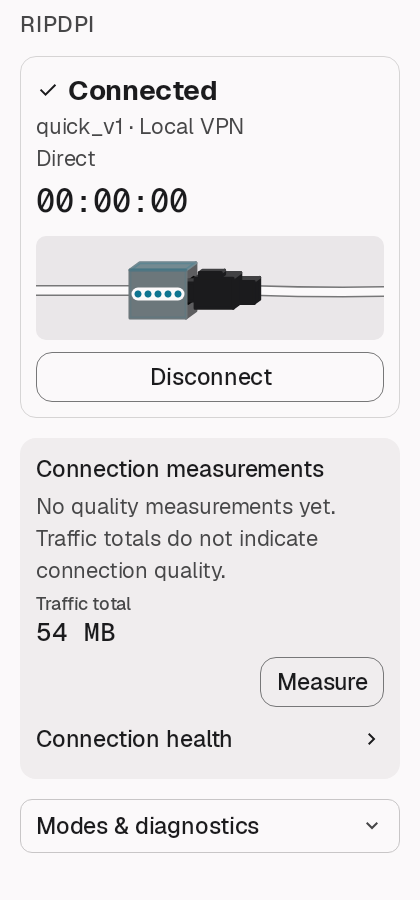 RIPDPI
Connected
quick_v1 · Local VPN
Direct
00:00:00
Disconnect
Connection measurements
No quality measurements yet.
Traffic totals do not indicate
connection quality.
Traffic total
54 MB
Measure
Connection health
Modes & diagnostics